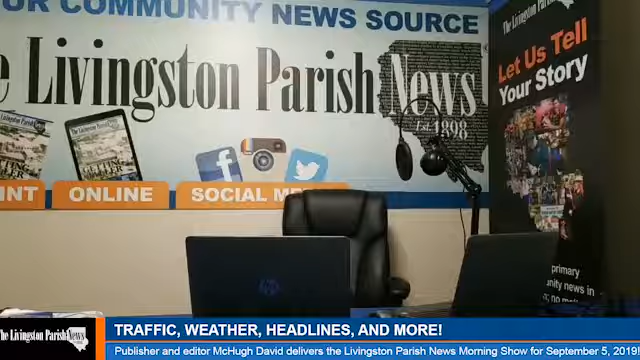 UR COMMUNITY NEWS SOURCE
The Livingston Parish News
Est. 1898
INT
ONLINE
SOCIAL ME
The Livingston Parish
Let Us Tell
Your Story
primary
unity news in
hp
The Livingston Parish News
TRAFFIC, WEATHER, HEADLINES, AND MORE!
Publisher and editor McHugh David delivers the Livingston Parish News Morning Show for September 5, 2019!